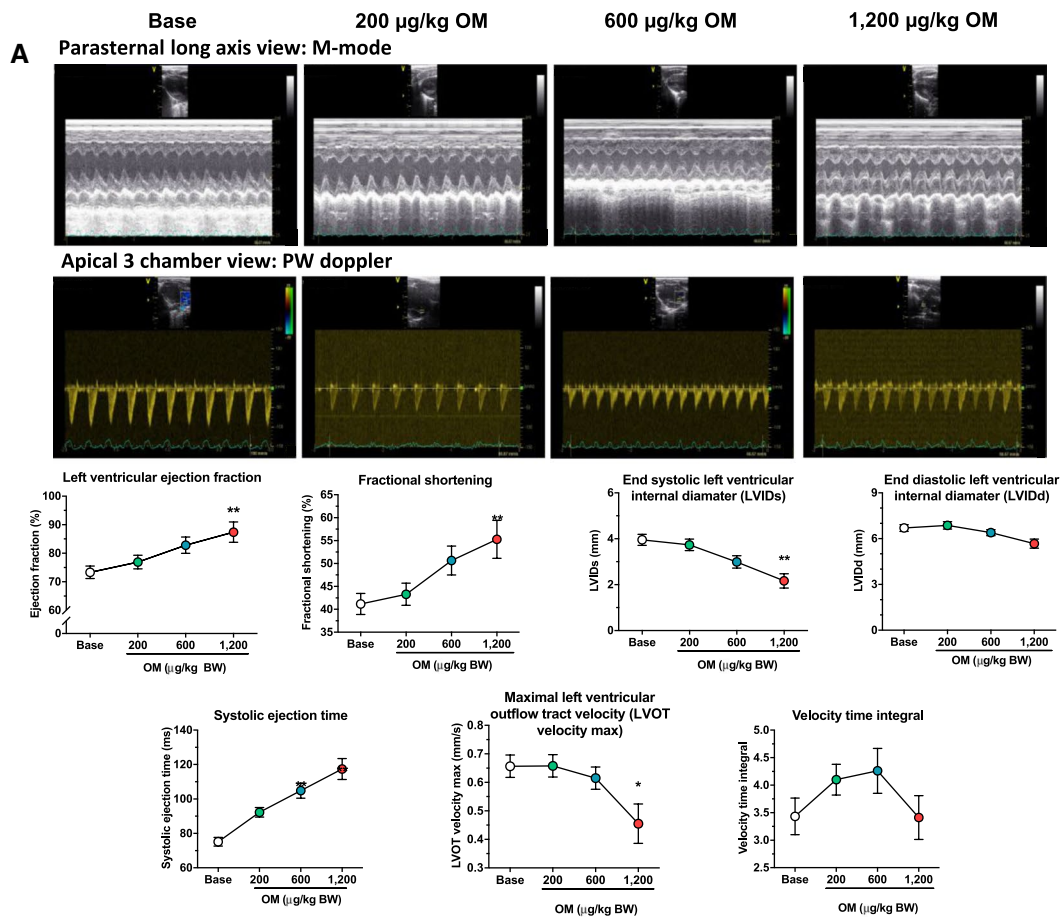 Base 200 µg/kg OM 600 µg/kg OM 1,200 µg/kg OM
A
Parasternal long axis view: M-mode
Apical 3 chamber view: PW doppler
Left ventricular ejection fraction
Ejection fraction (%)
100
90
80
70
60
0
**
Base 200 600 1,200
OM (µg/kg BW)
Fractional shortening
Fractional shortening (%)
65
60
55
50
45
40
35
**
Base 200 600 1,200
OM (µg/kg BW)
End systolic left ventricular
internal diamater (LVIDs)
LVIDs (mm)
6
4
2
0
**
Base 200 600 1,200
OM (µg/kg BW)
End diastolic left ventricular
internal diamater (LVIDd)
LVIDd (mm)
9
6
3
0
Base 200 600 1,200
OM (µg/kg BW)
Systolic ejection time
Systolic ejection time (ms)
140
120
100
80
60
**
**
Base 200 600 1,200
OM (µg/kg BW)
Maximal left ventricular
outflow tract velocity (LVOT
velocity max)
LVOT velocity max (mm/s)
0.8
0.7
0.6
0.5
0.4
0.3
*
Base 200 600 1,200
OM (µg/kg BW)
Velocity time integral
Velocity time integral
5.0
4.5
4.0
3.5
3.0
2.5
Base 200 600 1,200
OM (µg/kg BW)